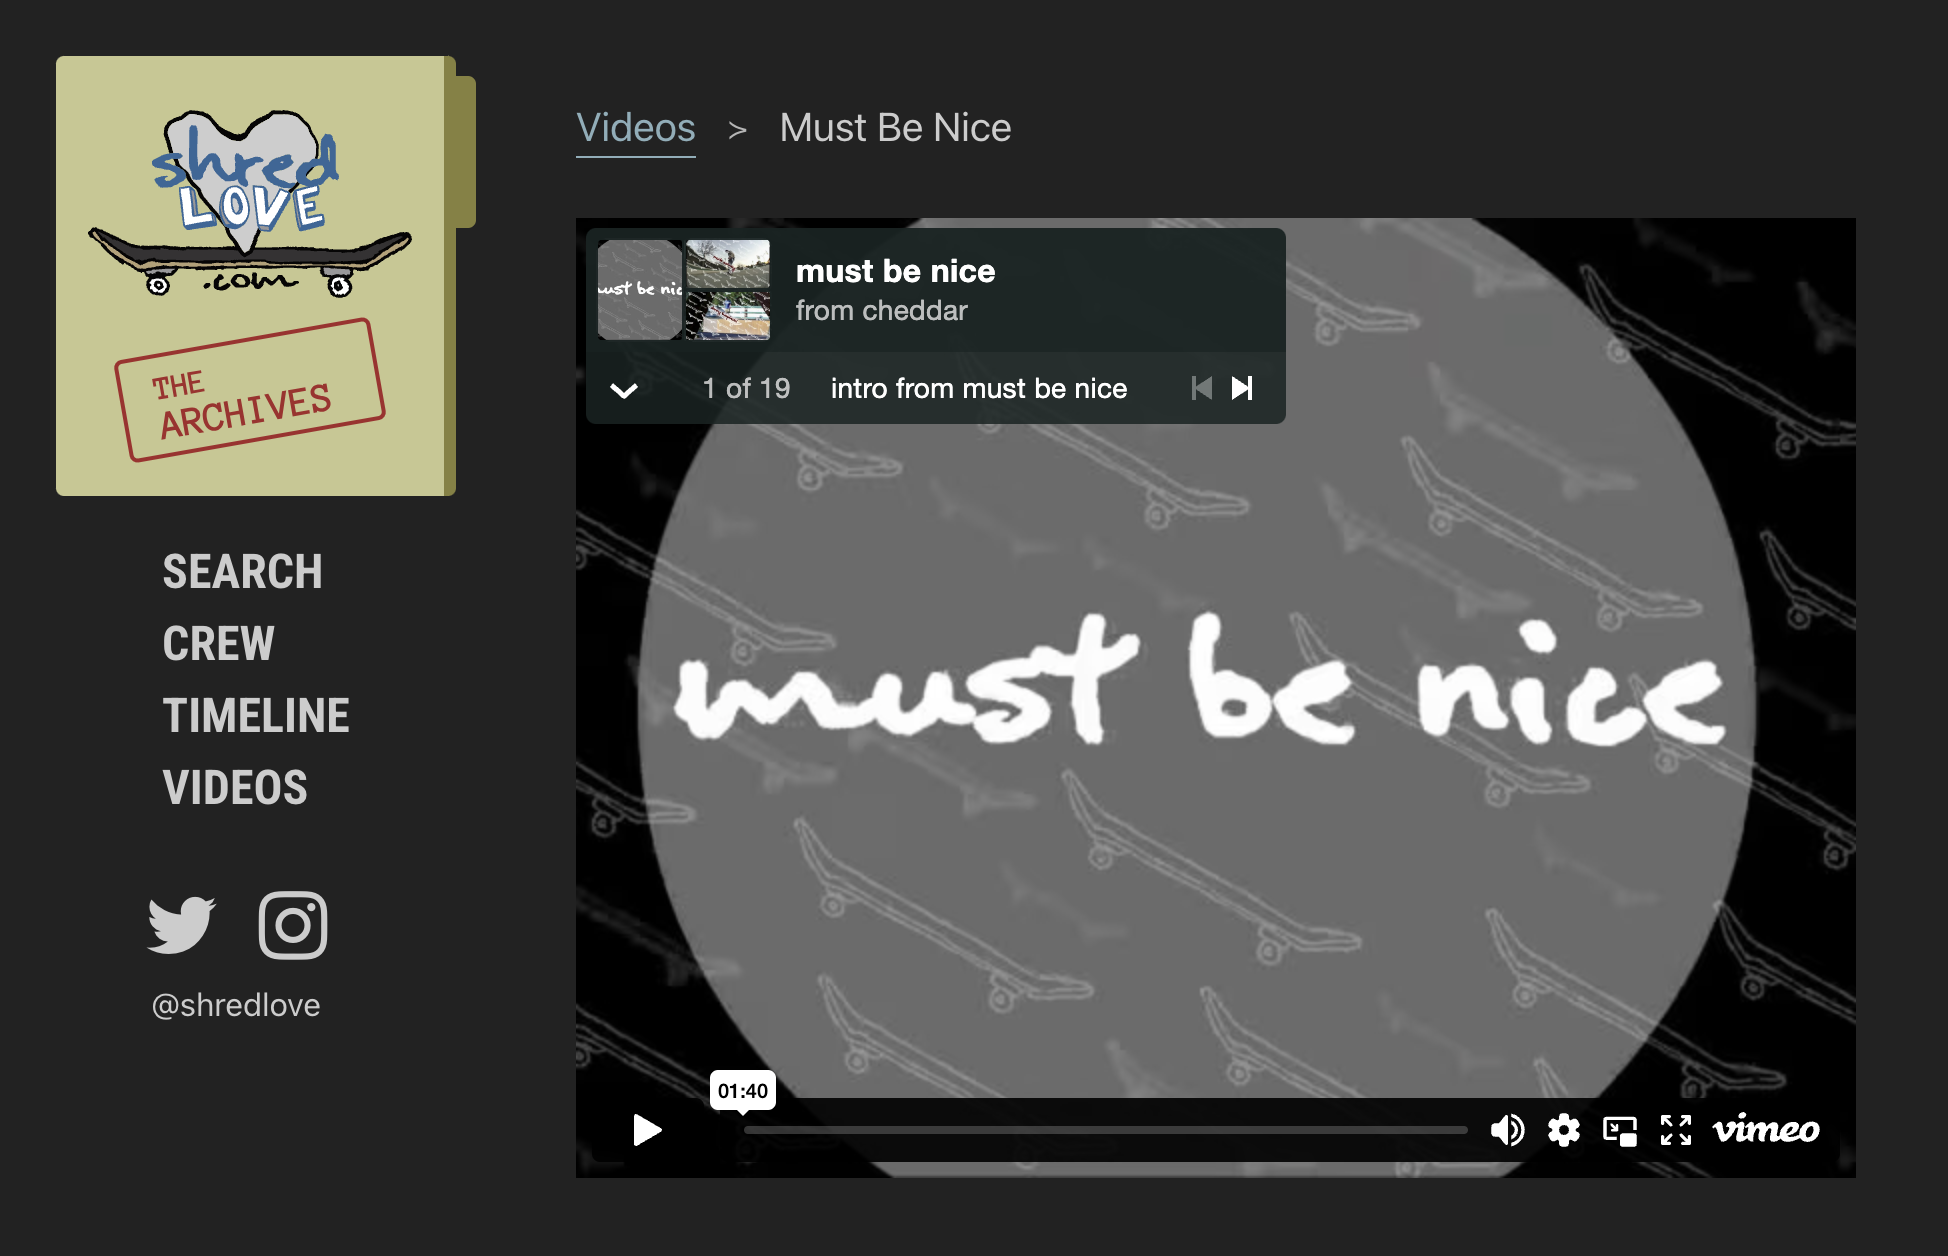 shred
LOVE
.com
THE
ARCHIVES
SEARCH
CREW
TIMELINE
VIDEOS
@shredlove
Videos > Must Be Nice
must be nice
must be nice
from cheddar
1 of 19 intro from must be nice
must be nice
01:40
vimeo